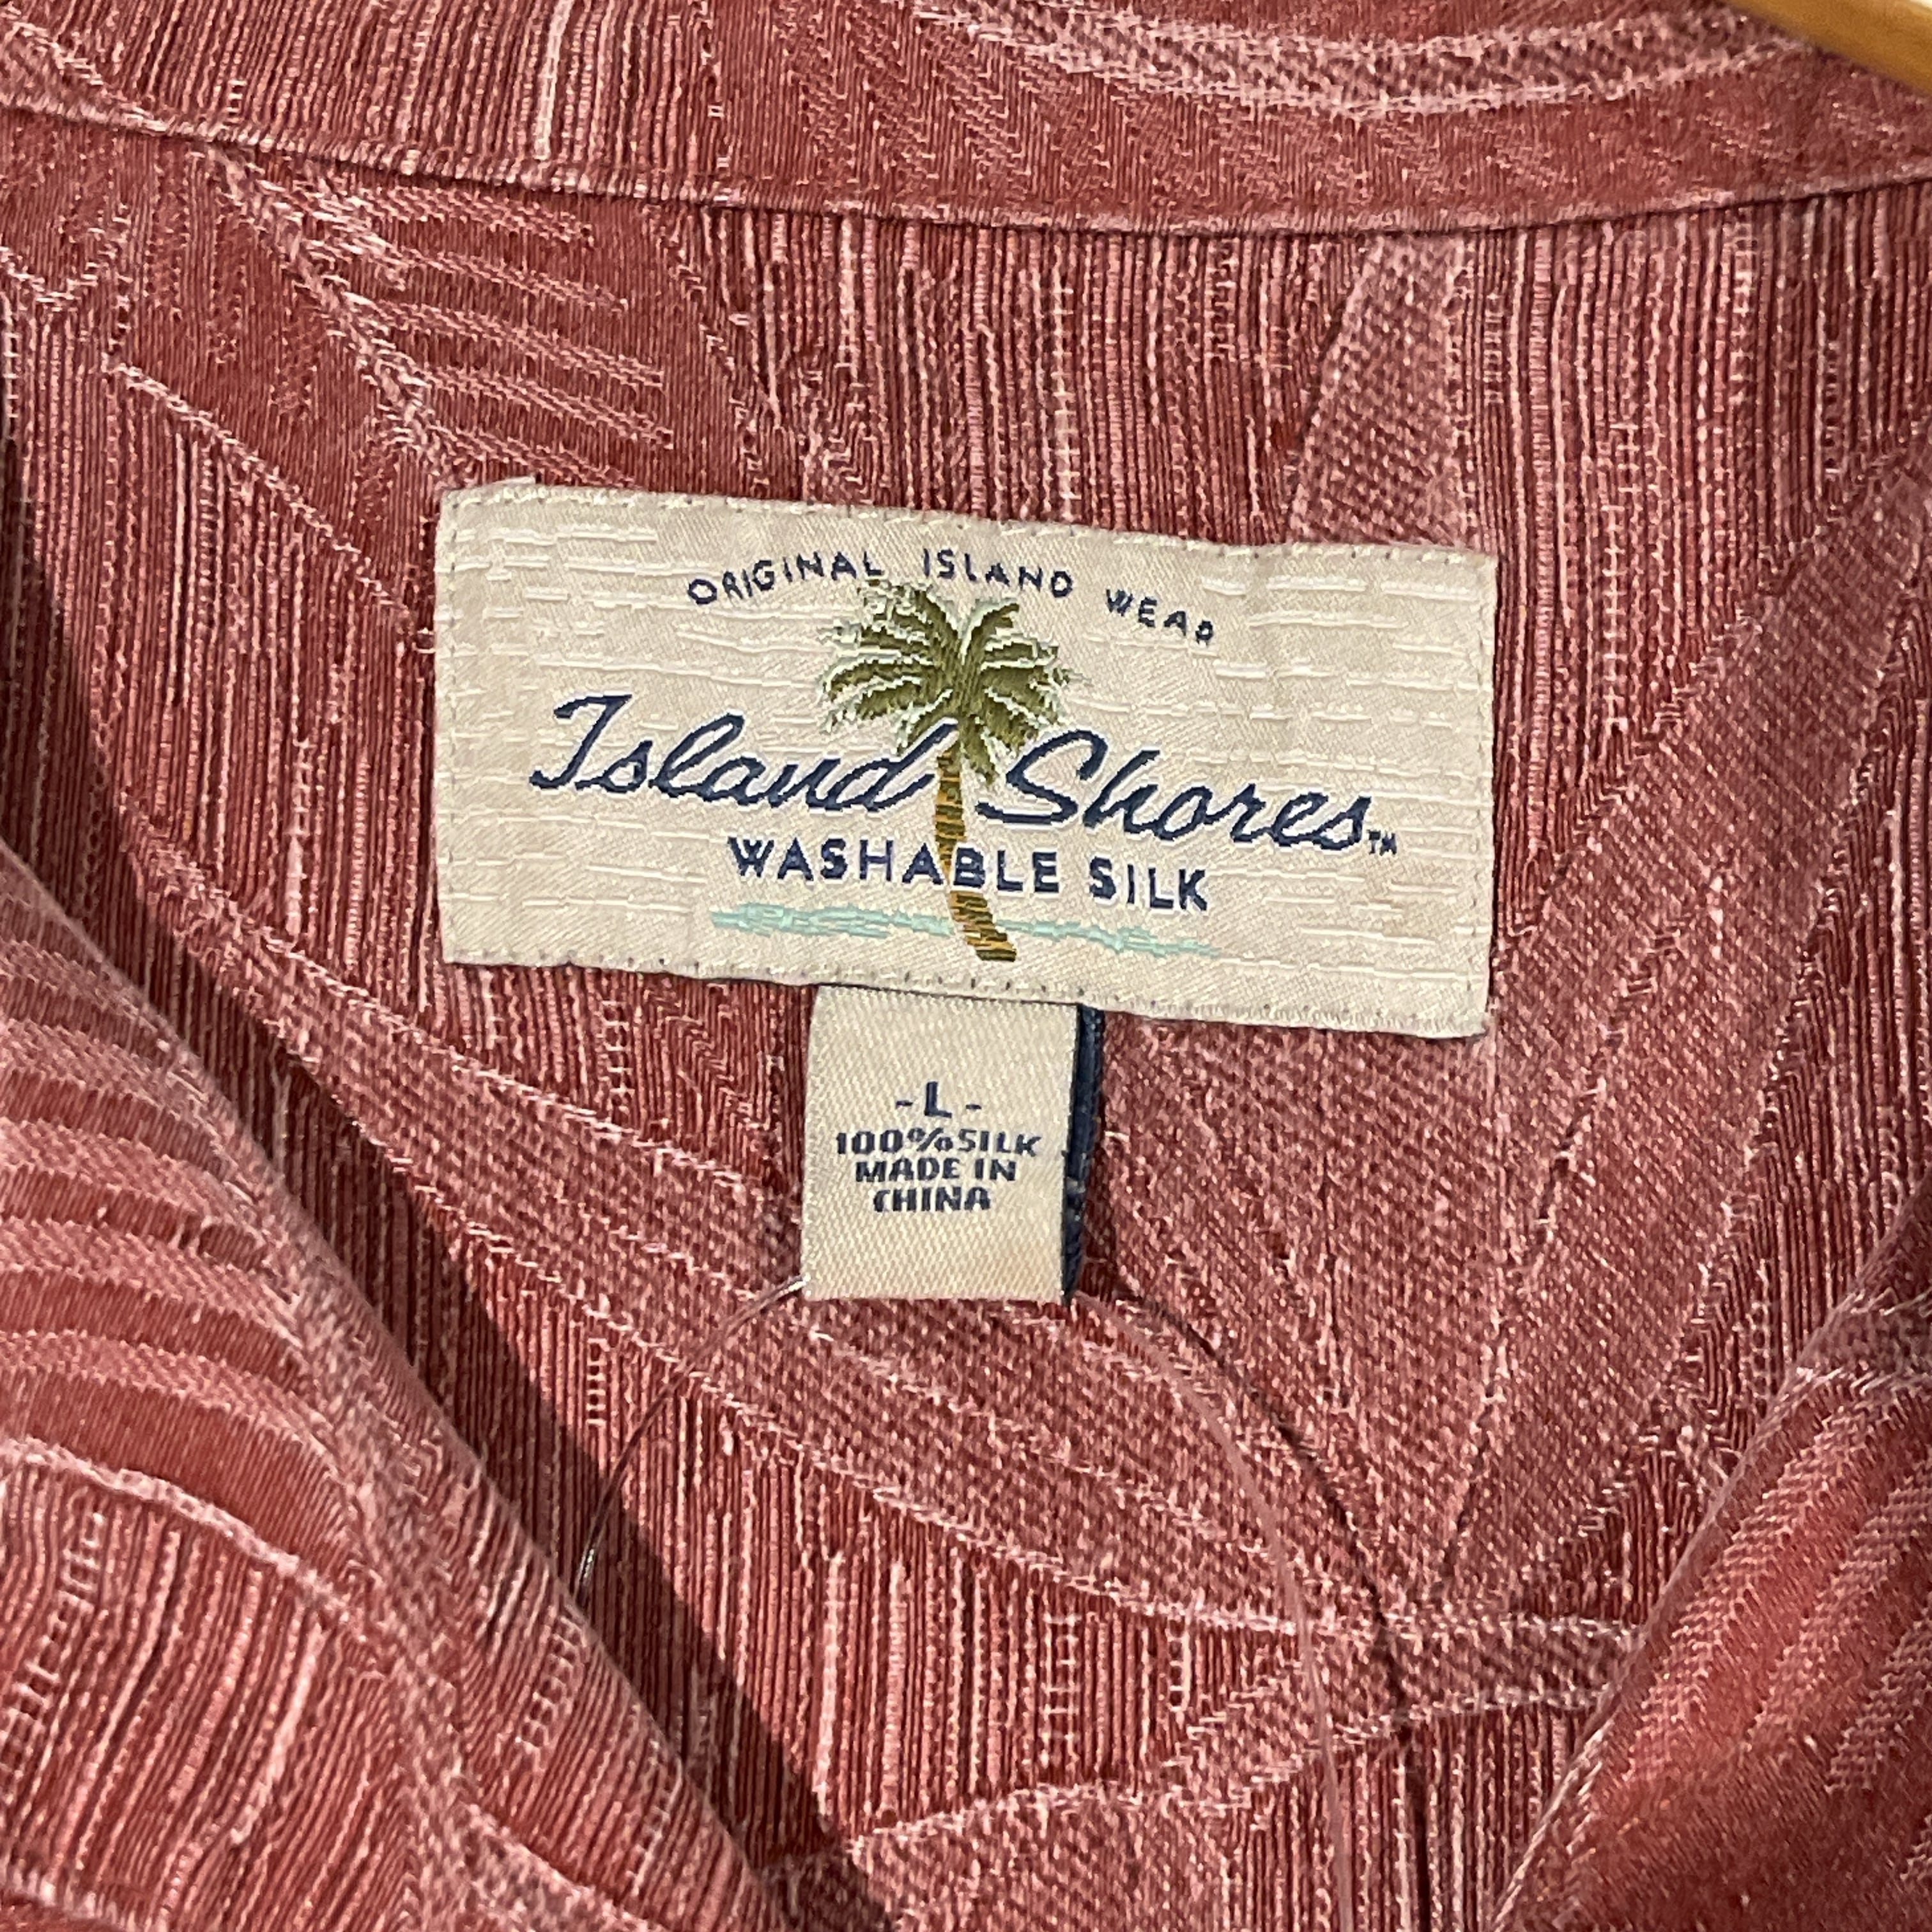 ORIGINAL ISLAND WEAR
Island Shores™
WASHABLE SILK
-L-
100% SILK
MADE IN
CHINA